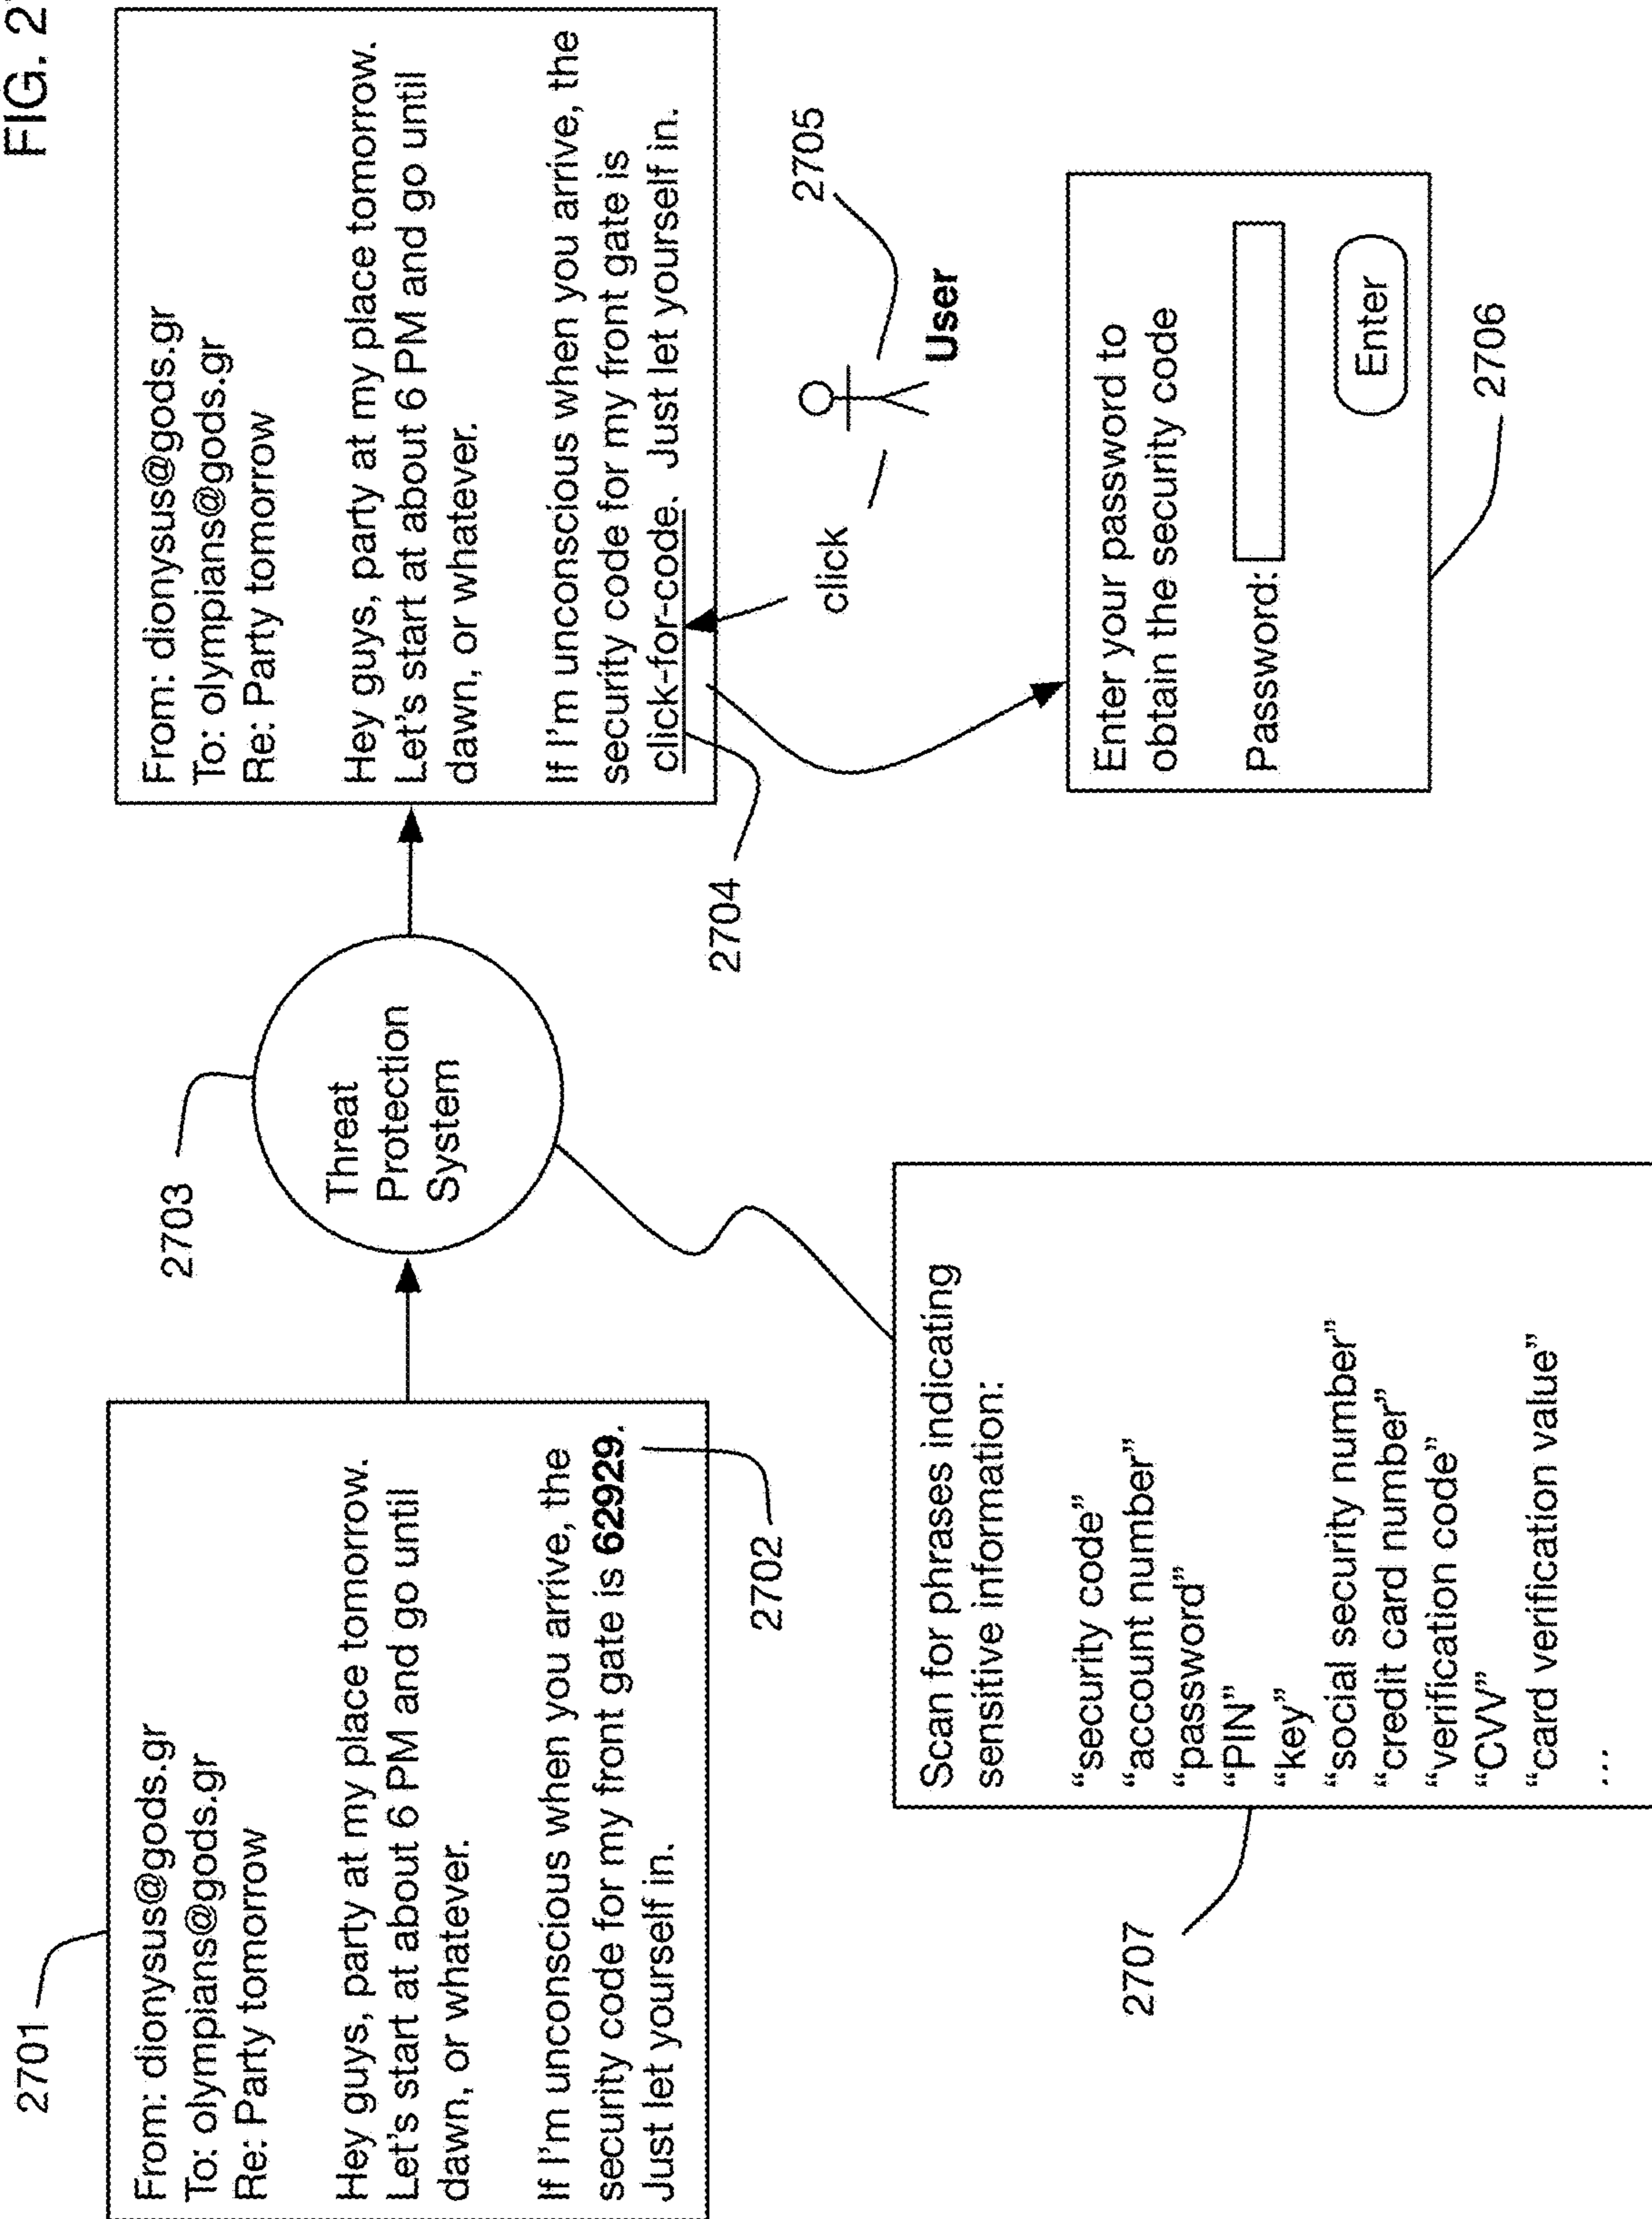 FIG. 2
2701
From: dionysus@gods.gr
To: olympians@gods.gr
Re: Party tomorrow
Hey guys, party at my place tomorrow.
Let's start at about 6 PM and go until
dawn, or whatever.
If I'm unconscious when you arrive, the
security code for my front gate is 62929.
Just let yourself in.
2702
2703
Threat
Protection
System
From: dionysus@gods.gr
To: olympians@gods.gr
Re: Party tomorrow
Hey guys, party at my place tomorrow.
Let's start at about 6 PM and go until
dawn, or whatever.
If I'm unconscious when you arrive, the
security code for my front gate is
click-for-code. Just let yourself in.
2704
click
User
2705
2707
Scan for phrases indicating
sensitive information:
“security code”
“account number”
“password”
“PIN”
“key”
“social security number”
“credit card number”
“verification code”
“CVV”
“card verification value”
...
Enter your password to
obtain the security code
Password:
Enter
2706